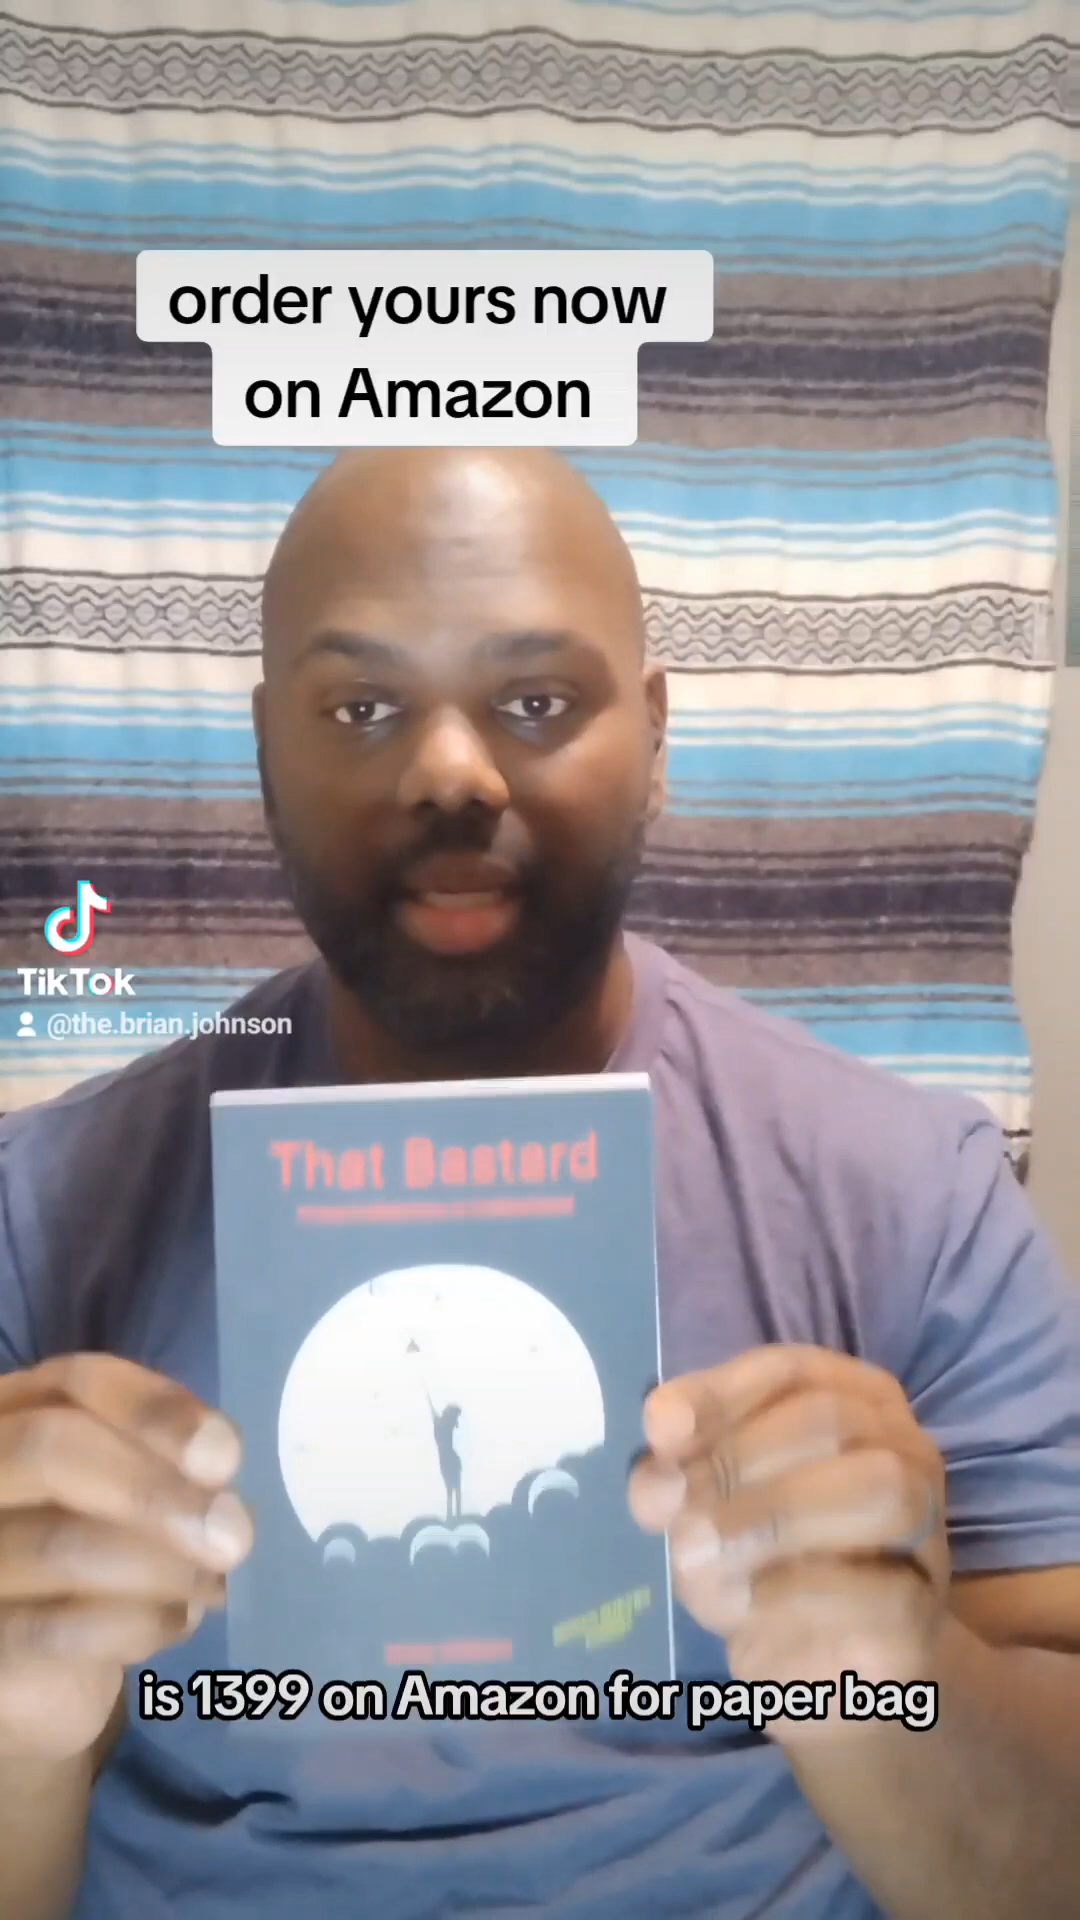 order yours now
on Amazon
TikTok
@the.brian.johnson
That Bastard
is 1399 on Amazon for paper bag